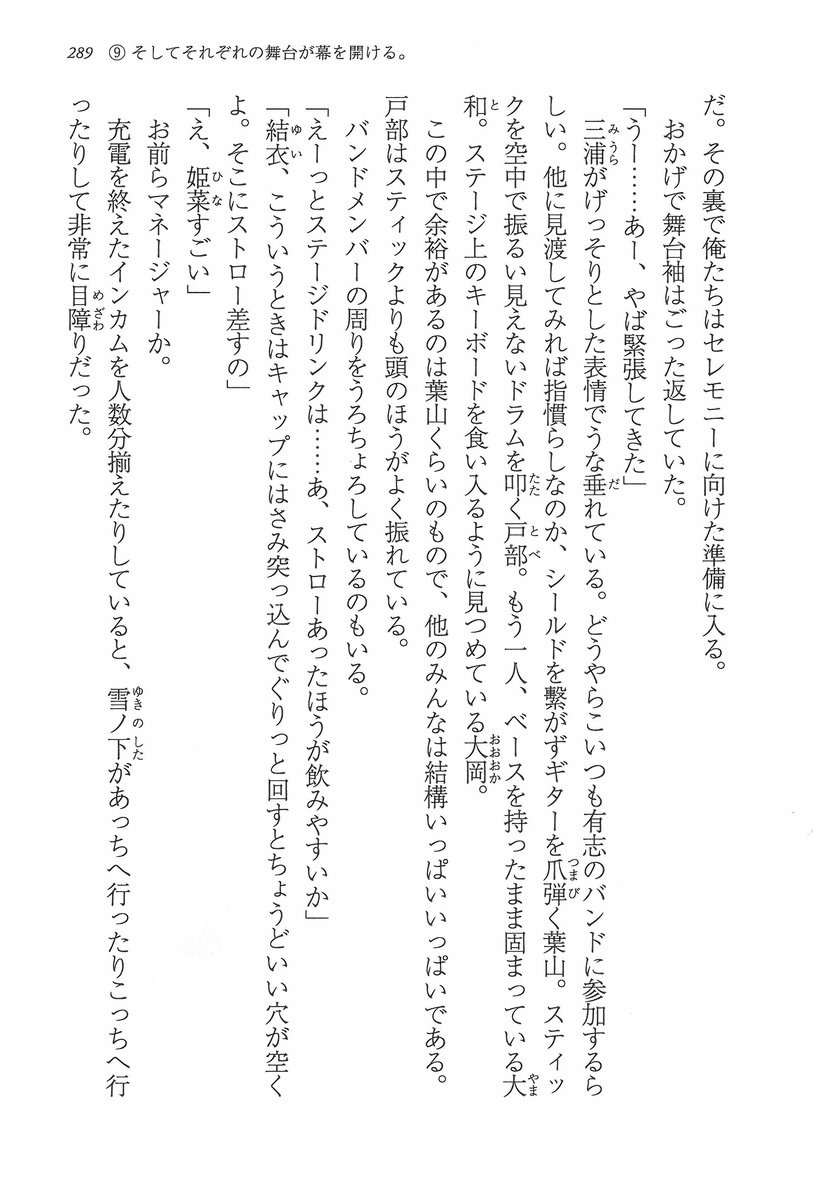 289 ⑨ そしてそれぞれの舞台が幕を開ける。
だ。その裏で俺たちはセレモニーに向けた準備に入る。
　おかげで舞台袖はごった返していた。
「うー……あー、やば緊張してきた」
　三浦がげっそりとした表情でうな垂れている。どうやらこいつも有志のバンドに参加するら
しい。他に見渡してみれば指慣らしなのか、シールドを繋がずギターを爪弾く葉山。スティッ
クを空中で振るい見えないドラムを叩く戸部。もう一人、ベースを持ったまま固まっている大
和。ステージ上のキーボードを食い入るように見つめている大岡。
　この中で余裕があるのは葉山くらいのもので、他のみんなは結構いっぱいいっぱいである。
戸部はスティックよりも頭のほうがよく振れている。
　バンドメンバーの周りをうろちょろしているのもいる。
「えーっとステージドリンクは……あ、ストローあったほうが飲みやすいか」
「結衣、こういうときはキャップにはさみ突っ込んでぐりっと回すとちょうどいい穴が空く
よ。そこにストロー差すの」
「え、姫菜すごい」
　お前らマネージャーか。
　充電を終えたインカムを人数分揃えたりしていると、雪ノ下があっちへ行ったりこっちへ行
ったりして非常に目障りだった。